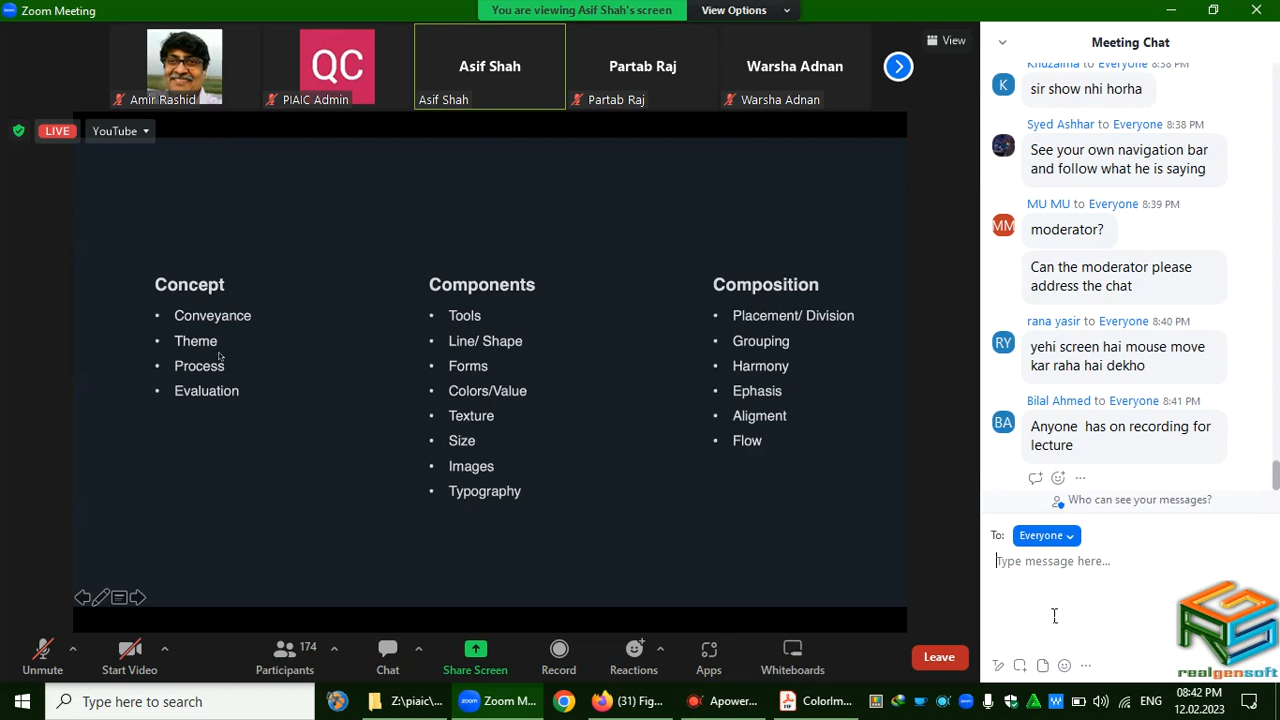 Zoom Meeting
You are viewing Asif Shah's screen
View Options
View
QC
Asif Shah
Partab Raj
Warsha Adnan
Amir Rashid
PIAIC Admin
Asif Shah
Partab Raj
Warsha Adnan
LIVE
YouTube
Concept
• Conveyance
• Theme
• Process
• Evaluation
Components
• Tools
• Line/ Shape
• Forms
• Colors/Value
• Texture
• Size
• Images
• Typography
Composition
• Placement/ Division
• Grouping
• Harmony
• Ephasis
• Aligment
• Flow
Meeting Chat
Khuzaima to Everyone 8:38 PM
K
sir show nhi horha
Syed Ashhar to Everyone 8:38 PM
See your own navigation bar
and follow what he is saying
MU MU to Everyone 8:39 PM
MM
moderator?
Can the moderator please
address the chat
rana yasir to Everyone 8:40 PM
RY
yehi screen hai mouse move
kar raha hai dekho
Bilal Ahmed to Everyone 8:41 PM
BA
Anyone has on recording for
lecture
Who can see your messages?
To: Everyone
Type message here...
realgensoft
Unmute
Start Video
174
Participants
Chat
Share Screen
Record
Reactions
Apps
Whiteboards
Leave
Type here to search
Z:\piaic\...
Zoom M...
(31) Fig...
Apower...
ColorIm...
ENG
08:42 PM
12.02.2023